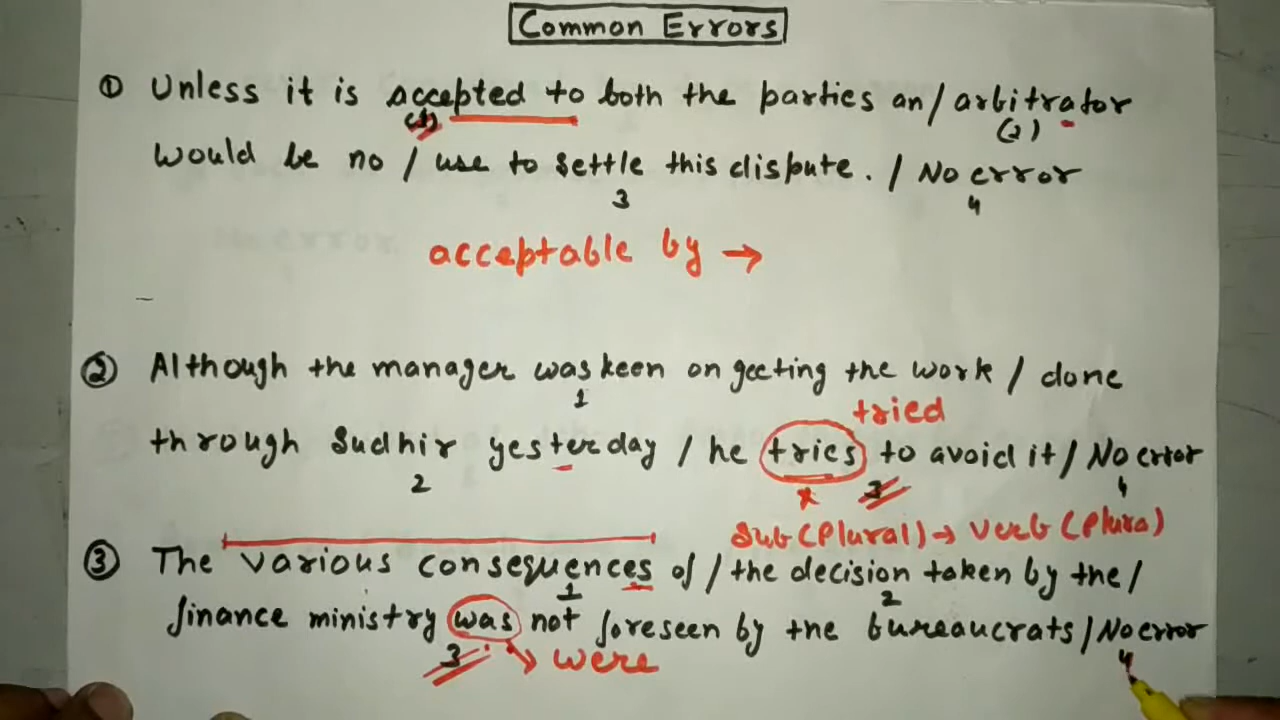 Common Errors
① Unless it is accepted to both the parties an / arbitrator
(1) (2)
would be no / use to settle this dispute. / No error
3 4
acceptable by →
② Although the manager was keen on geeting the work / done
1
tried
through Sudhir yesterday / he tries to avoid it / No error
2 x 3 4
Sub (Plural) → Verb (Plura)
③ The various consequences of / the decision taken by the /
1 2
finance ministry was not foreseen by the bureaucrats / No error
3 → were 4